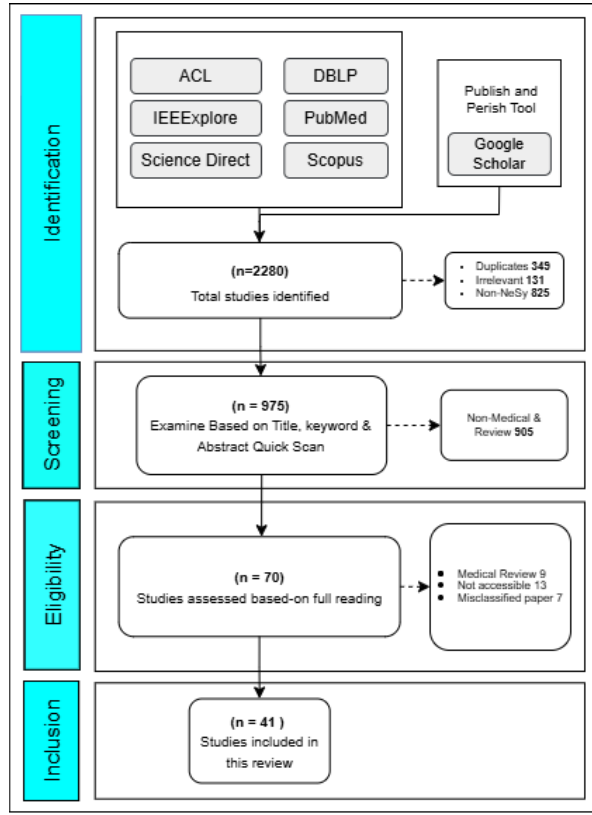 Identification
ACL
DBLP
IEEExplore
PubMed
Science Direct
Scopus
Publish and
Perish Tool
Google
Scholar
(n=2280)
Total studies identified
• Duplicates 349
• Irrelevant 131
• Non-NeSy 825
Screening
(n = 975)
Examine Based on Title, keyword &
Abstract Quick Scan
Non-Medical &
Review 905
Eligibility
(n = 70)
Studies assessed based-on full reading
• Medical Review 9
• Not accessible 13
• Misclassified paper 7
Inclusion
(n = 41 )
Studies included in
this review